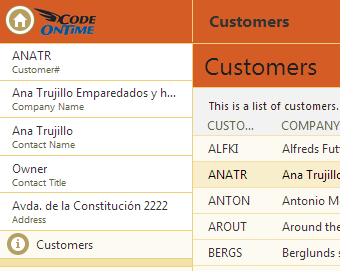 CODE
ONTIME
ANATR
Customer#
Ana Trujillo Emparedados y h...
Company Name
Ana Trujillo
Contact Name
Owner
Contact Title
Avda. de la Constitución 2222
Address
Customers
Customers
Customers
This is a list of customers.
CUSTO... COMPANY
ALFKI Alfreds Fut
ANATR Ana Trujillo
ANTON Antonio M
AROUT Around the
BERGS Berglunds s